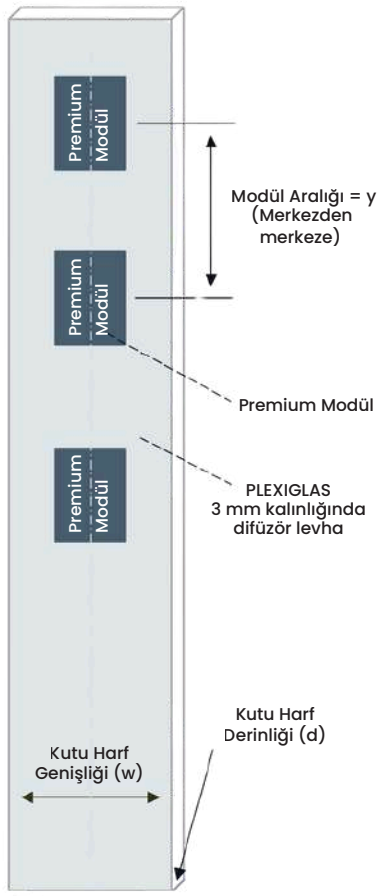 Premium
Modül
Modül Aralığı = y
(Merkezden
merkeze)
Premium
Modül
Premium Modül
Premium
Modül
PLEXIGLAS
3 mm kalınlığında
difüzör levha
Kutu Harf
Derinliği (d)
Kutu Harf
Genişliği (w)